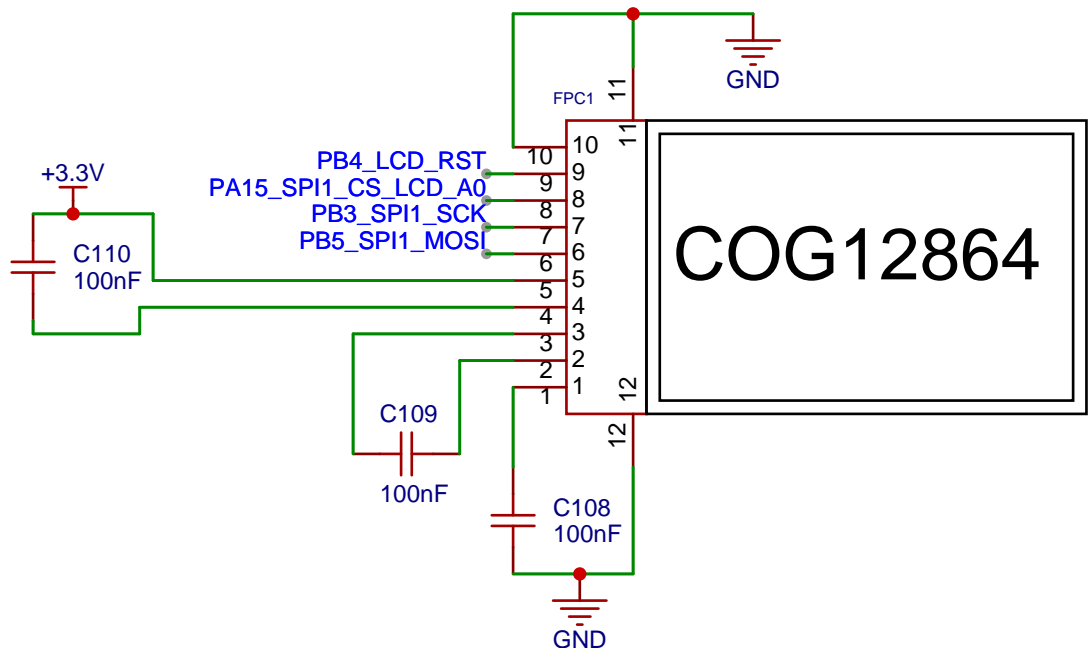 GND
11
FPC1
11
10
10
PB4_LCD_RST
9
9
PA15_SPI1_CS_LCD_A0
8
8
PB3_SPI1_SCK
7
7
PB5_SPI1_MOSI
6
6
+3.3V
C110
100nF
5
5
4
4
3
3
2
2
1
1
COG12864
12
12
C109
100nF
C108
100nF
GND